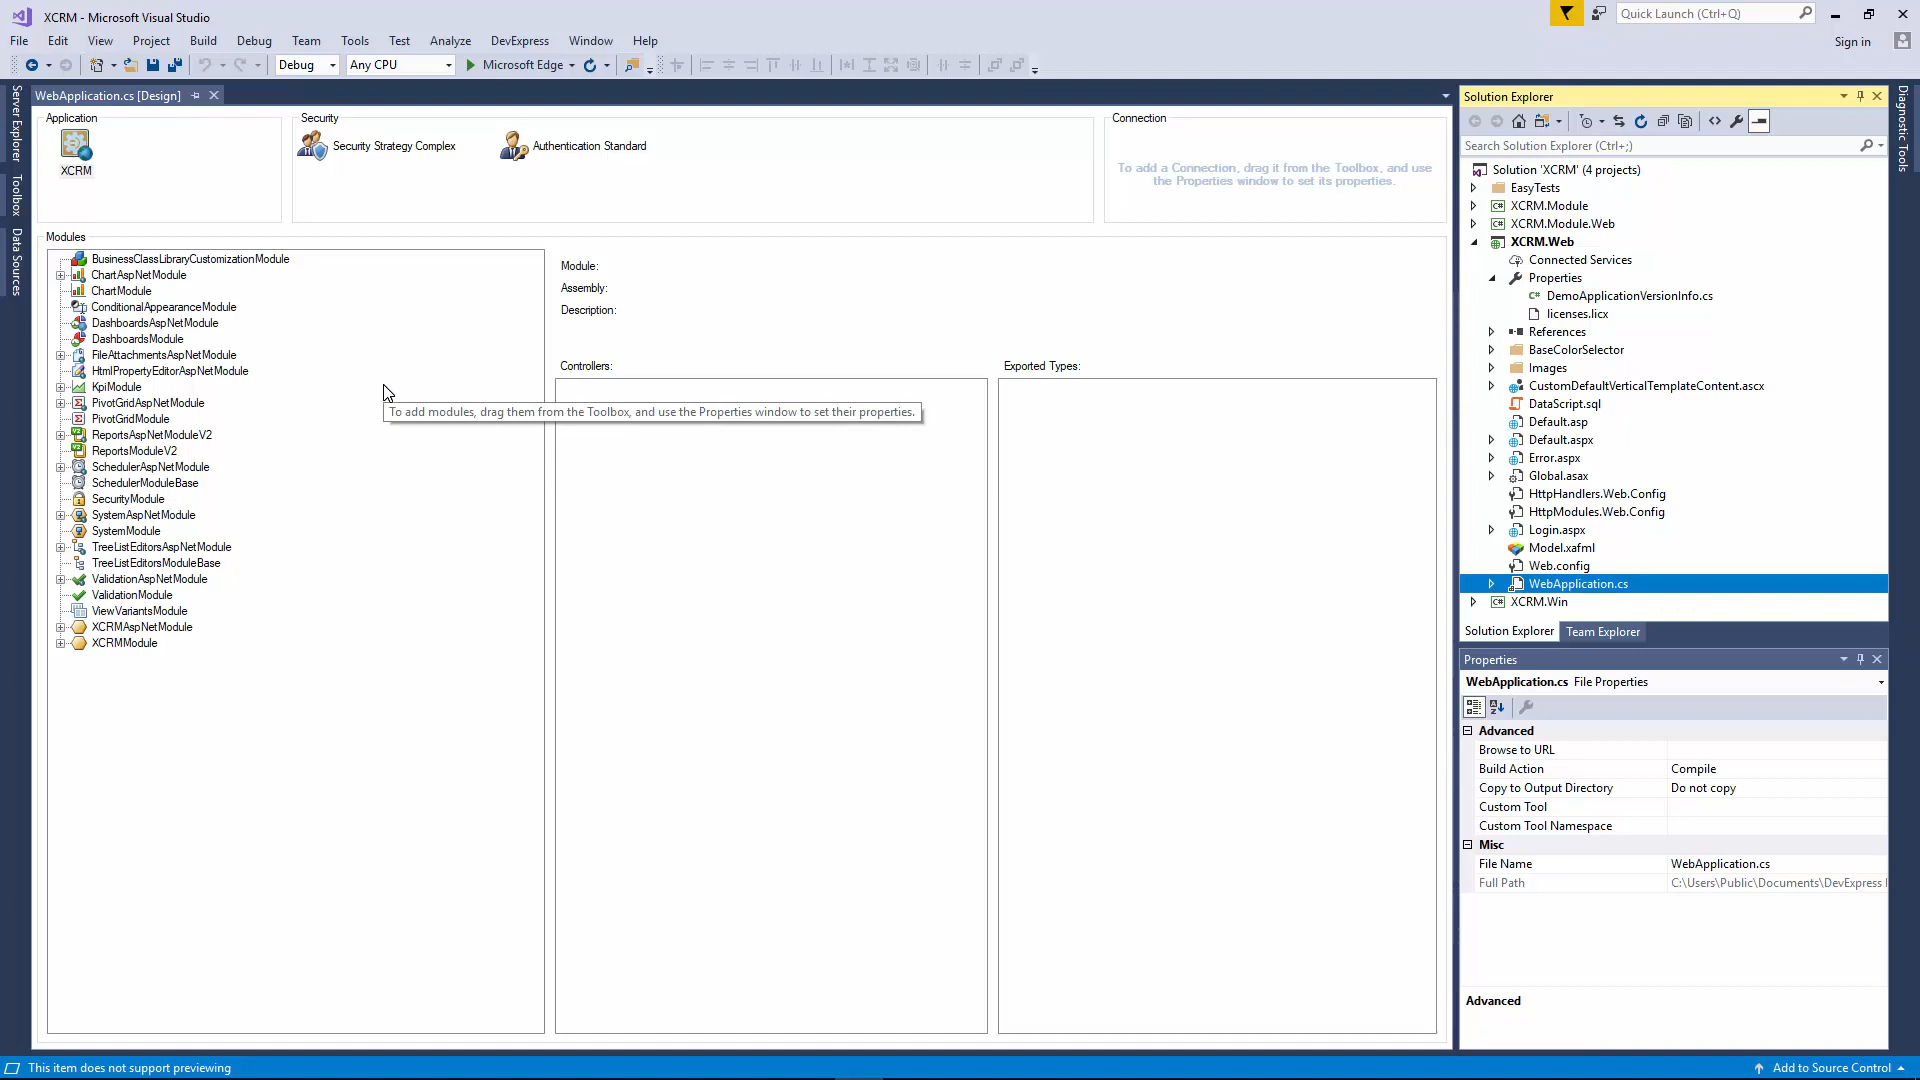 XCRM - Microsoft Visual Studio
Quick Launch (Ctrl+Q)
File Edit View Project Build Debug Team Tools Test Analyze DevExpress Window Help
Sign in
Debug Any CPU Microsoft Edge
Server Explorer
Toolbox
Data Sources
WebApplication.cs [Design]
Application
XCRM
Security
Security Strategy Complex
Authentication Standard
Connection
To add a Connection, drag it from the Toolbox, and use
the Properties window to set its properties.
Modules
BusinessClassLibraryCustomizationModule
ChartAspNetModule
ChartModule
ConditionalAppearanceModule
DashboardsAspNetModule
DashboardsModule
FileAttachmentsAspNetModule
HtmlPropertyEditorAspNetModule
KpiModule
PivotGridAspNetModule
PivotGridModule
ReportsAspNetModuleV2
ReportsModuleV2
SchedulerAspNetModule
SchedulerModuleBase
SecurityModule
SystemAspNetModule
SystemModule
TreeListEditorsAspNetModule
TreeListEditorsModuleBase
ValidationAspNetModule
ValidationModule
ViewVariantsModule
XCRMAspNetModule
XCRMModule
Module:
Assembly:
Description:
Controllers:
Exported Types:
To add modules, drag them from the Toolbox, and use the Properties window to set their properties.
Solution Explorer
Search Solution Explorer (Ctrl+;)
Solution 'XCRM' (4 projects)
EasyTests
XCRM.Module
XCRM.Module.Web
XCRM.Web
Connected Services
Properties
DemoApplicationVersionInfo.cs
licenses.licx
References
BaseColorSelector
Images
CustomDefaultVerticalTemplateContent.ascx
DataScript.sql
Default.asp
Default.aspx
Error.aspx
Global.asax
HttpHandlers.Web.Config
HttpModules.Web.Config
Login.aspx
Model.xafml
Web.config
WebApplication.cs
XCRM.Win
Solution Explorer Team Explorer
Diagnostic Tools
Properties
WebApplication.cs File Properties
Advanced
Browse to URL
Build Action Compile
Copy to Output Directory Do not copy
Custom Tool
Custom Tool Namespace
Misc
File Name WebApplication.cs
Full Path C:\Users\Public\Documents\DevExpress
Advanced
This item does not support previewing
Add to Source Control